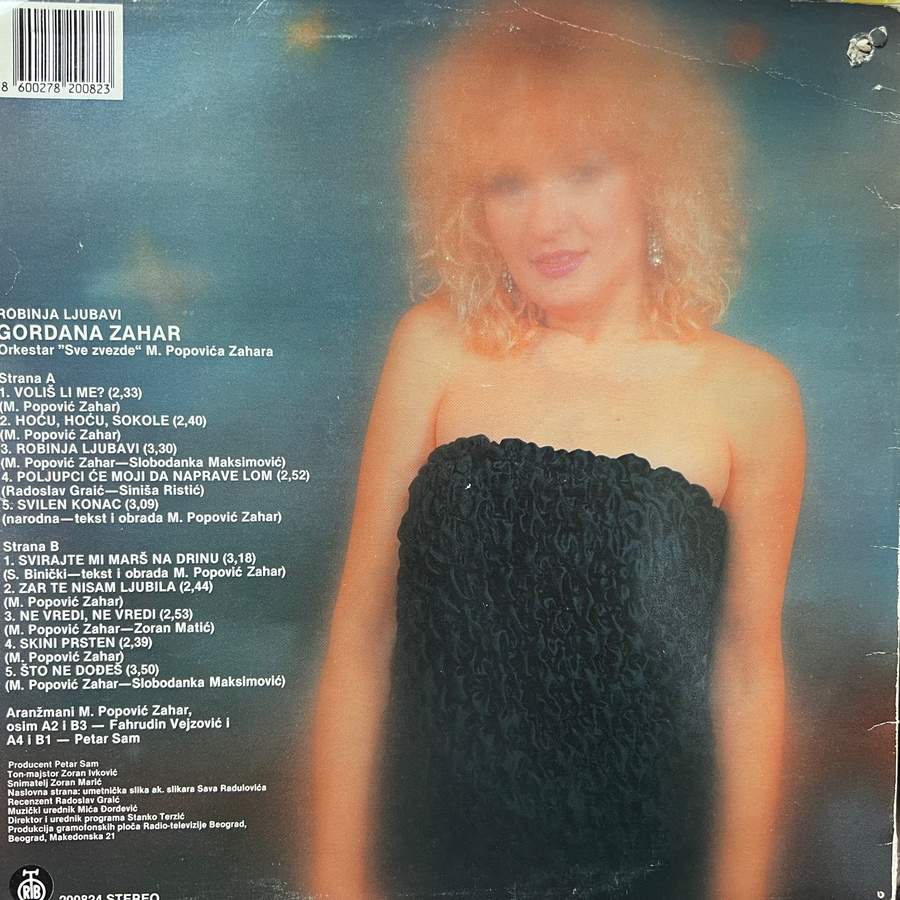 8 600278 200823
ROBINJA LJUBAVI
GORDANA ZAHAR
Orkestar "Sve zvezde“ M. Popovića Zahara
Strana A
1. VOLIŠ LI ME? (2,33)
(M. Popović Zahar)
2. HOĆU, HOĆU, SOKOLE (2,40)
(M. Popović Zahar)
3. ROBINJA LJUBAVI (3,30)
(M. Popović Zahar—Slobodanka Maksimović)
4. POLJUPCI ĆE MOJI DA NAPRAVE LOM (2,52)
(Radoslav Graić—Siniša Ristić)
5. SVILEN KONAC (3,09)
(narodna—tekst i obrada M. Popović Zahar)
Strana B
1. SVIRAJTE MI MARŠ NA DRINU (3,18)
(S. Binički—tekst i obrada M. Popović Zahar)
2. ZAR TE NISAM LJUBILA (2,44)
(M. Popović Zahar)
3. NE VREDI, NE VREDI (2,53)
(M. Popović Zahar—Zoran Matić)
4. SKINI PRSTEN (2,39)
(M. Popović Zahar)
5. ŠTO NE DOĐEŠ (3,50)
(M. Popović Zahar—Slobodanka Maksimović)
Aranžmani M. Popović Zahar,
osim A2 i B3 — Fahrudin Vejzović i
A4 i B1 — Petar Sam
Producent Petar Sam
Ton-majstor Zoran Ivković
Snimatelj Zoran Marić
Naslovna strana: umetnička slika ak. slikara Sava Radulovića
Recenzent Radoslav Graić
Muzički urednik Mića Đorđević
Direktor i urednik programa Stanko Terzić
Produkcija gramofonskih ploča Radio-televizije Beograd,
Beograd, Makedonska 21
RTB
200824 STEREO